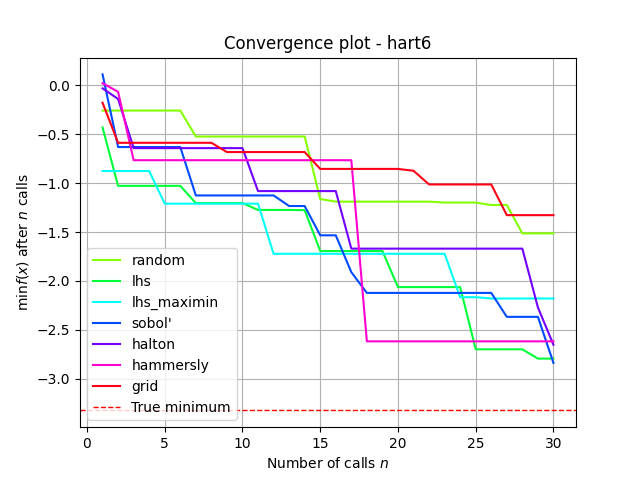 Convergence plot - hart6
min f(x) after n calls
0.0
−0.5
−1.0
−1.5
−2.0
−2.5
−3.0
random
lhs
lhs_maximin
sobol'
halton
hammersly
grid
True minimum
0 5 10 15 20 25 30
Number of calls n